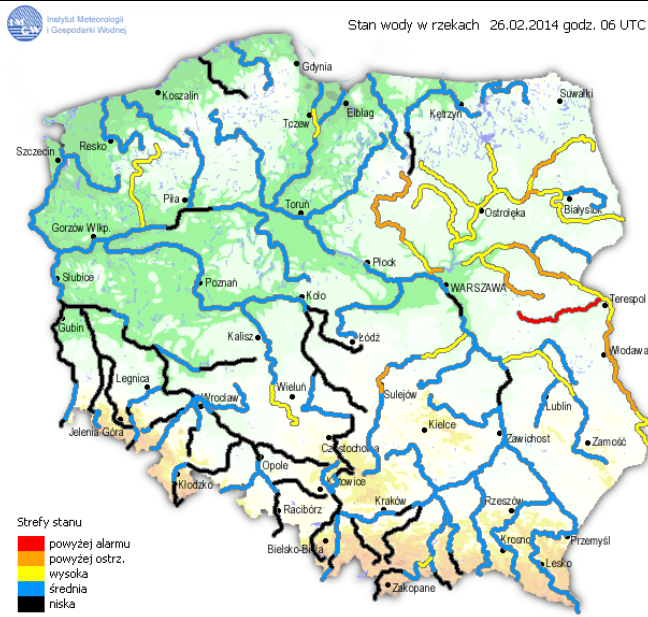 Instytut Meteorologii
i Gospodarki Wodnej
IMGW
Stan wody w rzekach 26.02.2014 godz. 06 UTC
Gdynia
Koszalin
Suwałki
Tczew
Elbląg
Kętrzyn
Szczecin
Resko
Piła
Toruń
Ostrołęka
Białystok
Gorzów Wlkp.
Płock
Słubice
Poznań
Koło
WARSZAWA
Terespol
Gubin
Kalisz
Łódź
Włodawa
Legnica
Wieluń
Sulejów
Wrocław
Lublin
Jelenia Góra
Kielce
Zawichost
Zamość
Częstochowa
Opole
Kłodzko
Katowice
Racibórz
Kraków
Rzeszów
Strefy stanu
powyżej alarmu
powyżej ostrz.
wysoka
średnia
niska
Bielsko-Biała
Krosno
Przemyśl
Lesko
Zakopane